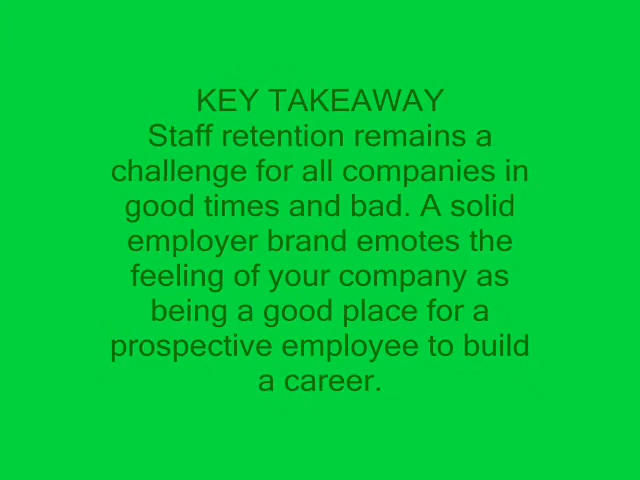 KEY TAKEAWAY
Staff retention remains a
challenge for all companies in
good times and bad. A solid
employer brand emotes the
feeling of your company as
being a good place for a
prospective employee to build
a career.